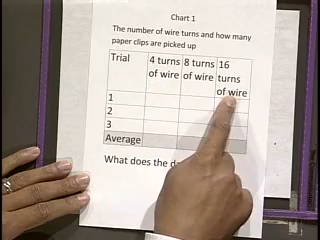 Chart 1
The number of wire turns and how many
paper clips are picked up
Trial 4 turns of wire 8 turns of wire 16 turns of wire
1
2
3
Average
What does the